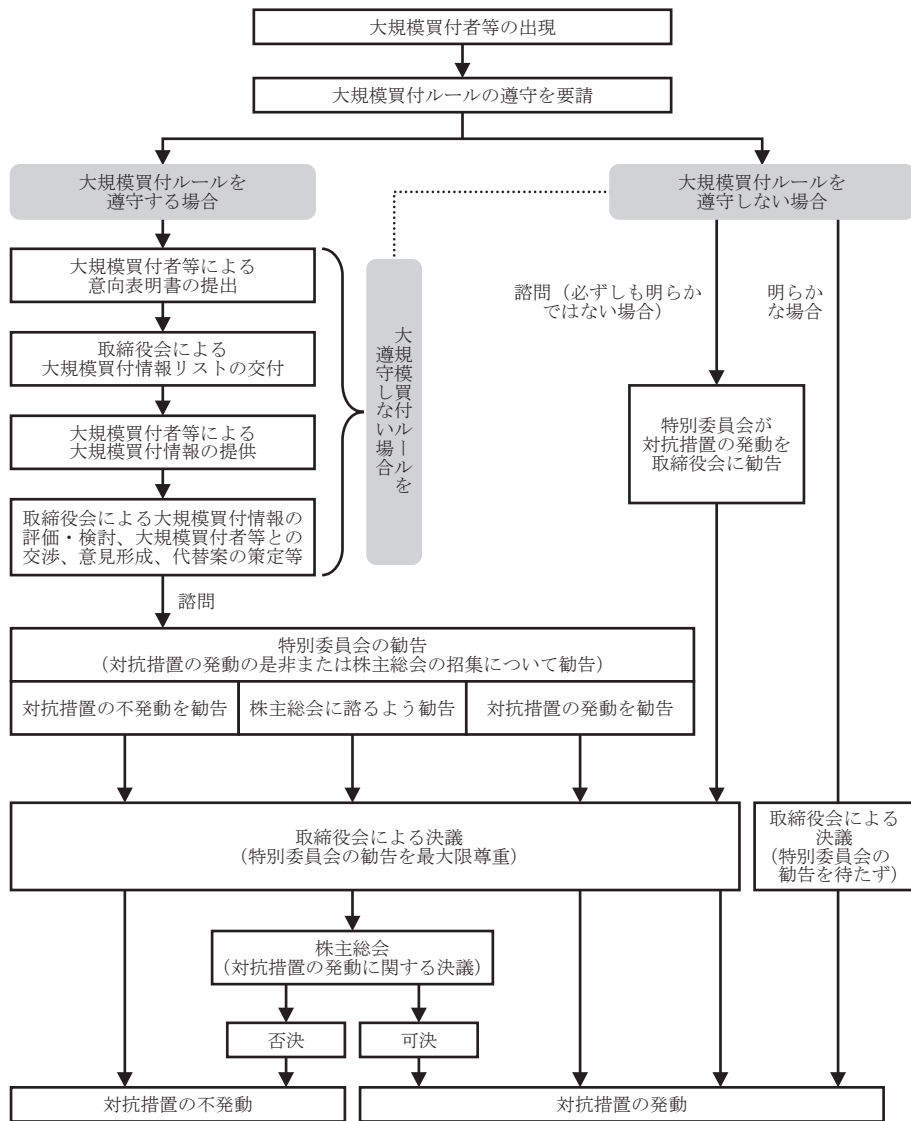 大規模買付者等の出現
大規模買付ルールの遵守を要請
大規模買付ルールを
遵守する場合
大規模買付ルールを
遵守しない場合
大規模買付者等による
意向表明書の提出
取締役会による
大規模買付情報リストの交付
大規模買付者等による
大規模買付情報の提供
取締役会による大規模買付情報の
評価・検討、大規模買付者等との
交渉、意見形成、代替案の策定等
大規模買付ルールを
遵守しない場合
諮問（必ずしも明らか
ではない場合）
明らか
な場合
特別委員会が
対抗措置の発動を
取締役会に勧告
諮問
特別委員会の勧告
（対抗措置の発動の是非または株主総会の招集について勧告）
対抗措置の不発動を勧告
株主総会に諮るよう勧告
対抗措置の発動を勧告
取締役会による決議
（特別委員会の勧告を最大限尊重）
取締役会による
決議
（特別委員会の
勧告を待たず）
株主総会
（対抗措置の発動に関する決議）
否決
可決
対抗措置の不発動
対抗措置の発動